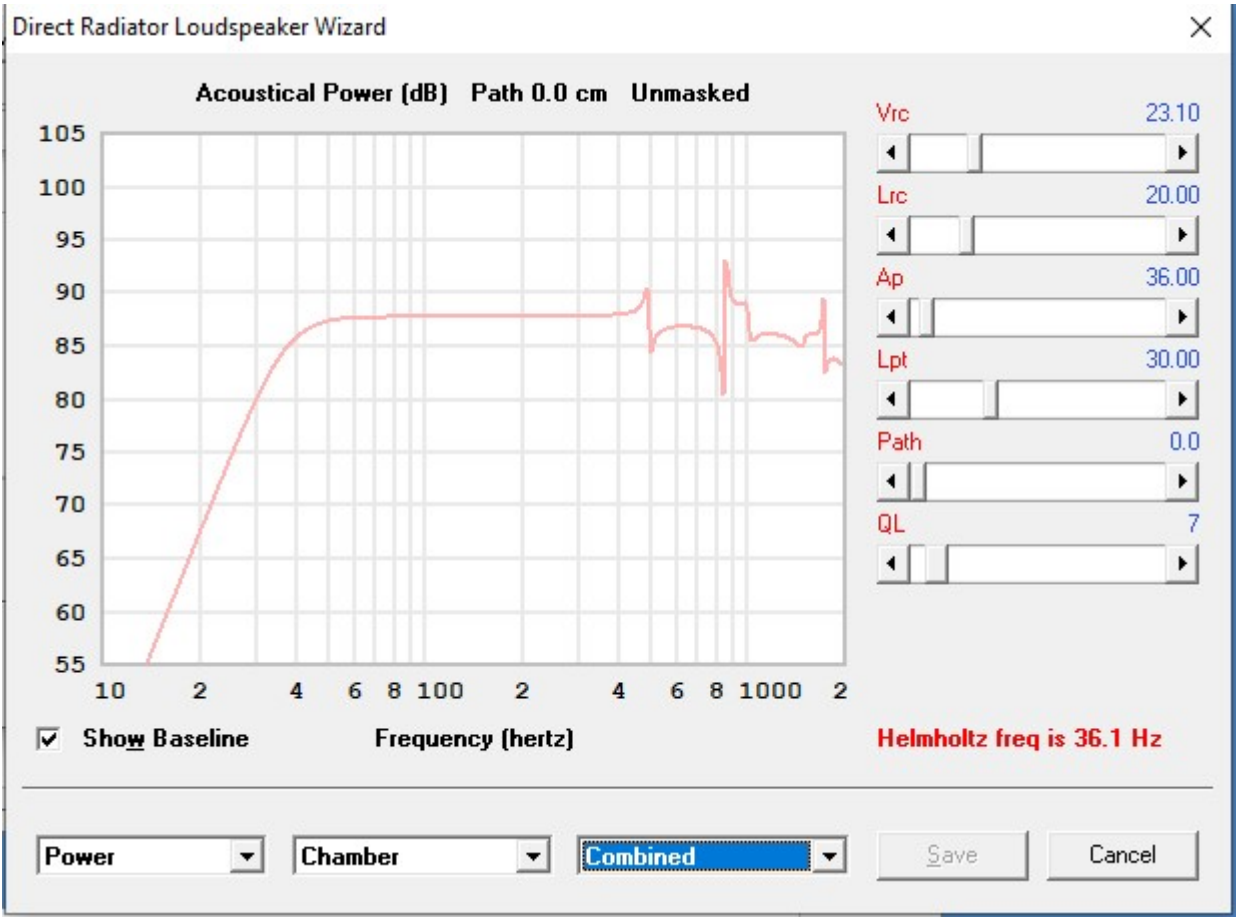 Direct Radiator Loudspeaker Wizard
Acoustical Power (dB) Path 0.0 cm Unmasked
105
100
95
90
85
80
75
70
65
60
55
10 2 4 6 8 100 2 4 6 8 1000 2
Show Baseline
Frequency (hertz)
Vrc 23.10
Lrc 20.00
Ap 36.00
Lpt 30.00
Path 0.0
QL 7
Helmholtz freq is 36.1 Hz
Power
Chamber
Combined
Save
Cancel